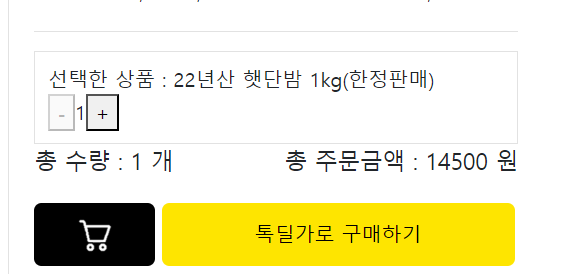 선택한 상품 : 22년산 햇단밤 1kg(한정판매)
- 1 +
총 수량 : 1 개 총 주문금액 : 14500 원
톡딜가로 구매하기